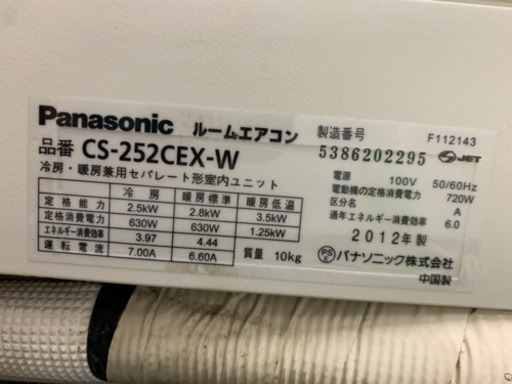 Panasonic ルームエアコン
品番 CS-252CEX-W
冷房・暖房兼用セパレート形室内ユニット
冷房 暖房標準 暖房低温
定格能力 2.5kW 2.8kW 3.5kW
定格消費電力 630W 630W 1.25kW
エネルギー消費効率 3.97 4.44
運転電流 7.00A 6.60A
質量 10kg
製造番号 F112143
5386202295 JET
電源 100V 50/60Hz
電動機の定格消費電力 720W
区分名 A
通年エネルギー消費効率 6.0
2012年製
PSE パナソニック株式会社
中国製